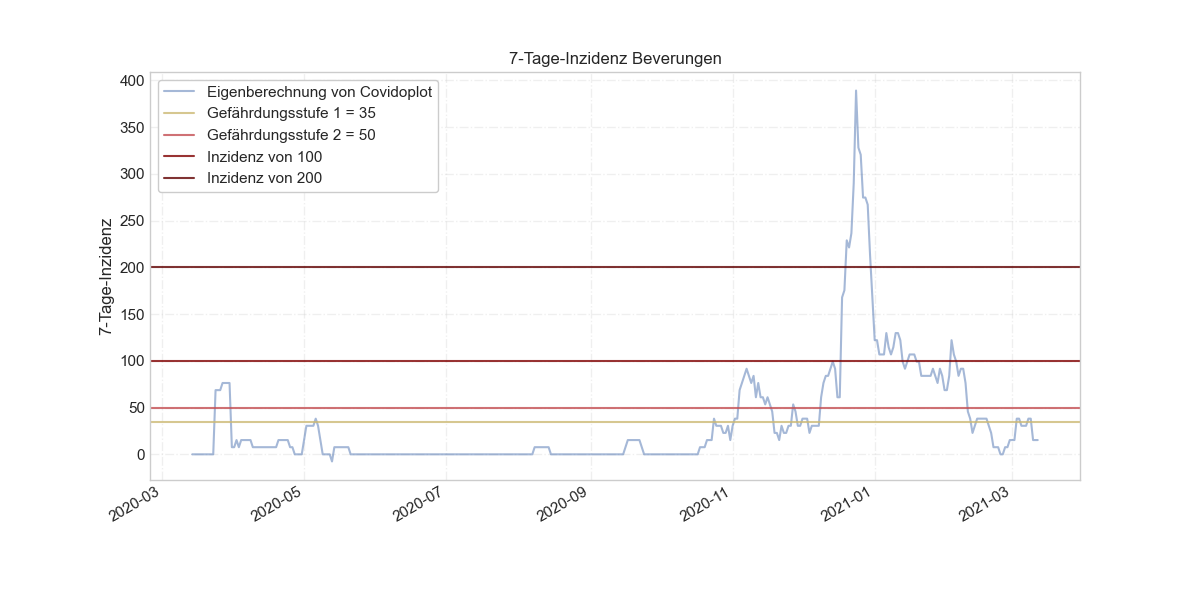 7-Tage-Inzidenz Beverungen
7-Tage-Inzidenz
400
350
300
250
200
150
100
50
0
Eigenberechnung von Covidoplot
Gefährdungsstufe 1 = 35
Gefährdungsstufe 2 = 50
Inzidenz von 100
Inzidenz von 200
2020-03
2020-05
2020-07
2020-09
2020-11
2021-01
2021-03